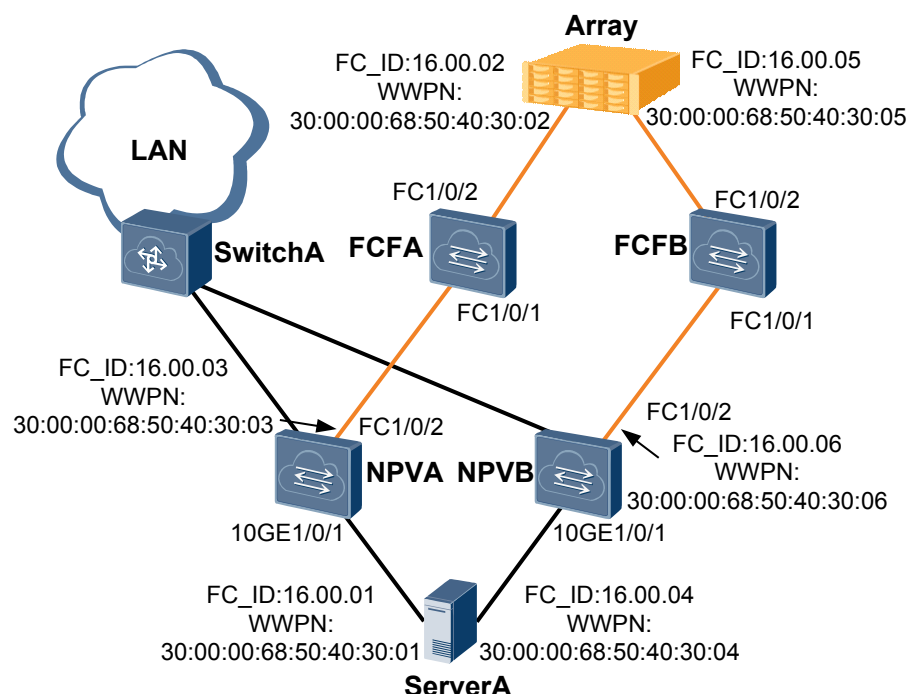 Array
FC_ID:16.00.02
WWPN:
30:00:00:68:50:40:30:02
FC_ID:16.00.05
WWPN:
30:00:00:68:50:40:30:05
LAN
FC1/0/2
FC1/0/2
SwitchA
FCFA
FCFB
FC1/0/1
FC1/0/1
FC_ID:16.00.03
WWPN:
30:00:00:68:50:40:30:03
FC1/0/2
FC1/0/2
NPVA
NPVB
FC_ID:16.00.06
WWPN:
30:00:00:68:50:40:30:06
10GE1/0/1
10GE1/0/1
FC_ID:16.00.01
WWPN:
30:00:00:68:50:40:30:01
FC_ID:16.00.04
WWPN:
30:00:00:68:50:40:30:04
ServerA